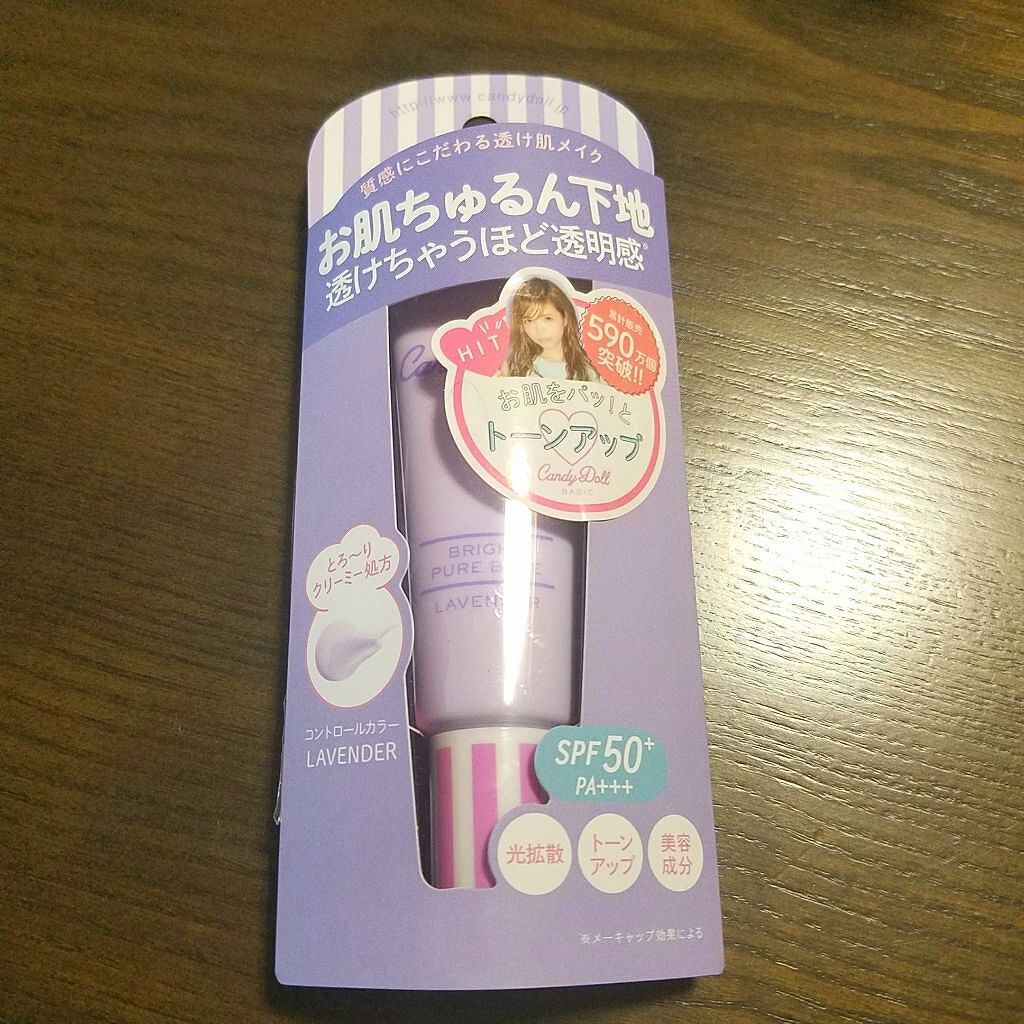 http://www.candydoll.jp
質感にこだわる透け肌メイク
お肌ちゅるん下地
透けちゃうほど透明感※
HIT
累計販売
590万個
突破!!
お肌をパッ!と
トーンアップ
Candy Doll
BASIC
PURE
とろ〜り
クリーミー処方
コントロールカラー
LAVENDER
SPF50+
PA+++
光拡散
トーン
アップ
美容
成分
※メーキャップ効果による